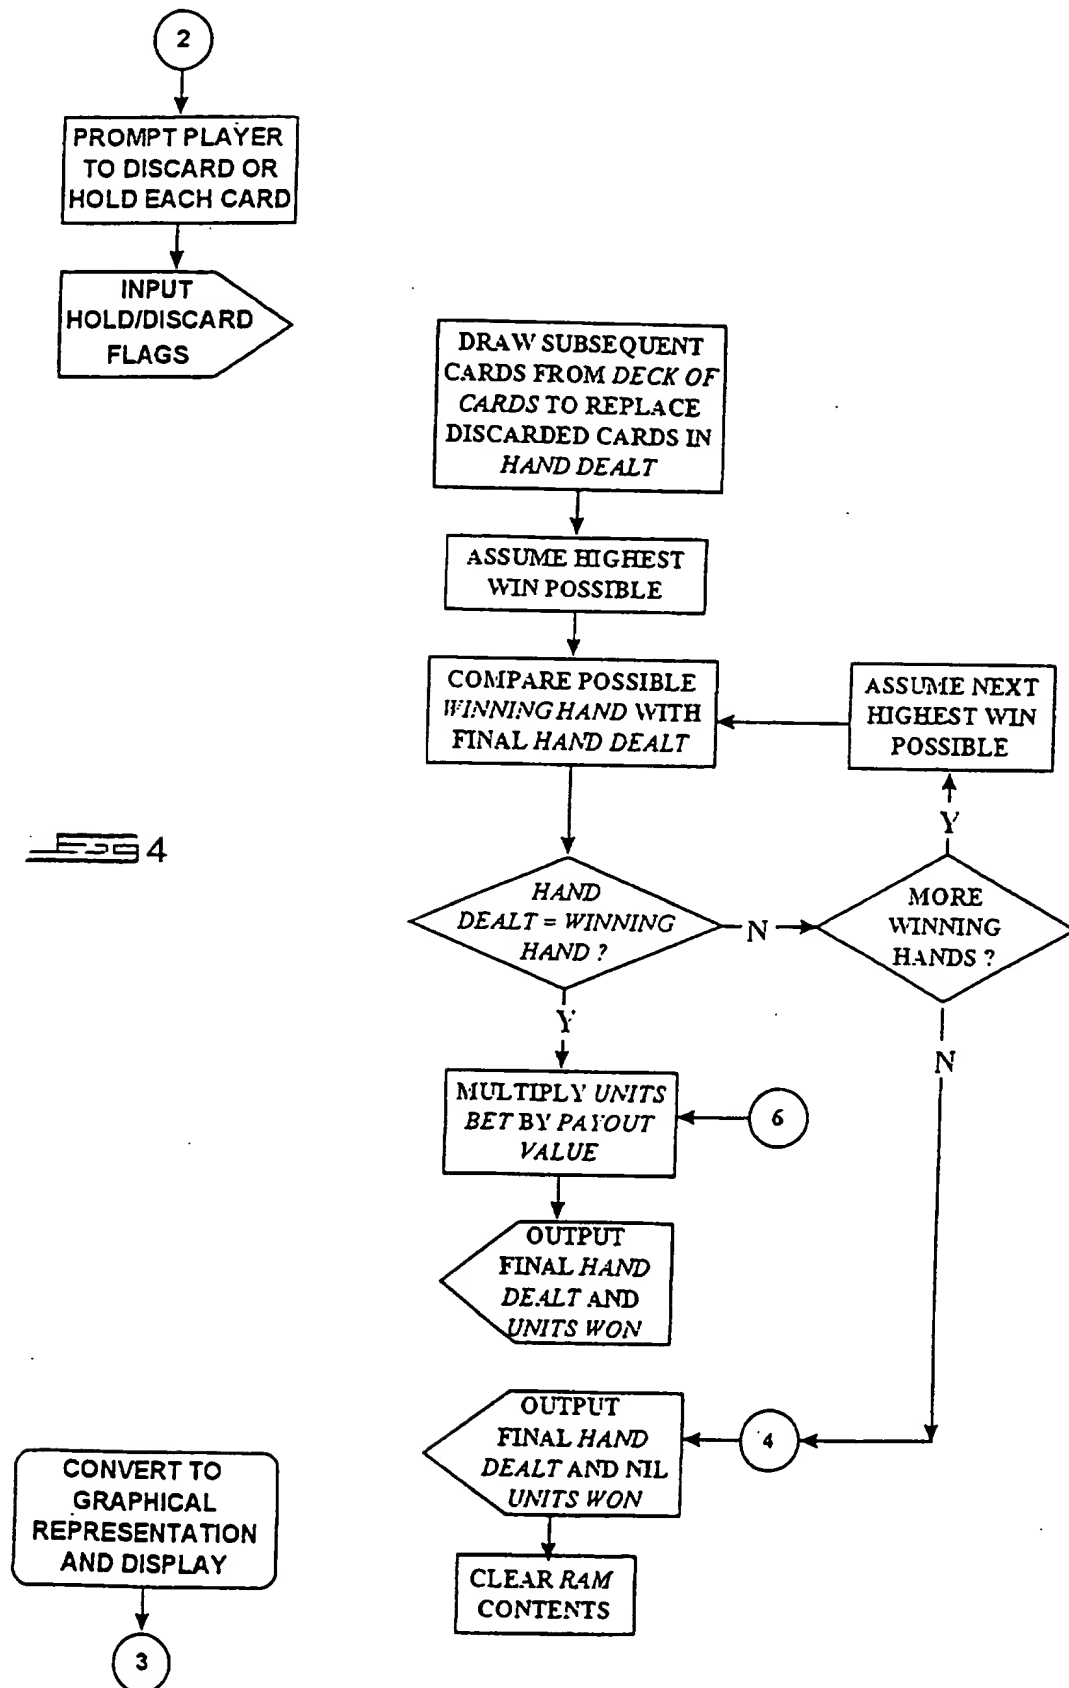 2
PROMPT PLAYER
TO DISCARD OR
HOLD EACH CARD
INPUT
HOLD/DISCARD
FLAGS
DRAW SUBSEQUENT
CARDS FROM DECK OF
CARDS TO REPLACE
DISCARDED CARDS IN
HAND DEALT
ASSUME HIGHEST
WIN POSSIBLE
COMPARE POSSIBLE
WINNING HAND WITH
FINAL HAND DEALT
ASSUME NEXT
HIGHEST WIN
POSSIBLE
Y
4
HAND
DEALT = WINNING
HAND ?
N
MORE
WINNING
HANDS ?
Y
N
MULTIPLY UNITS
BET BY PAYOUT
VALUE
6
OUTPUT
FINAL HAND
DEALT AND
UNITS WON
OUTPUT
FINAL HAND
DEALT AND NIL
UNITS WON
4
CONVERT TO
GRAPHICAL
REPRESENTATION
AND DISPLAY
CLEAR RAM
CONTENTS
3